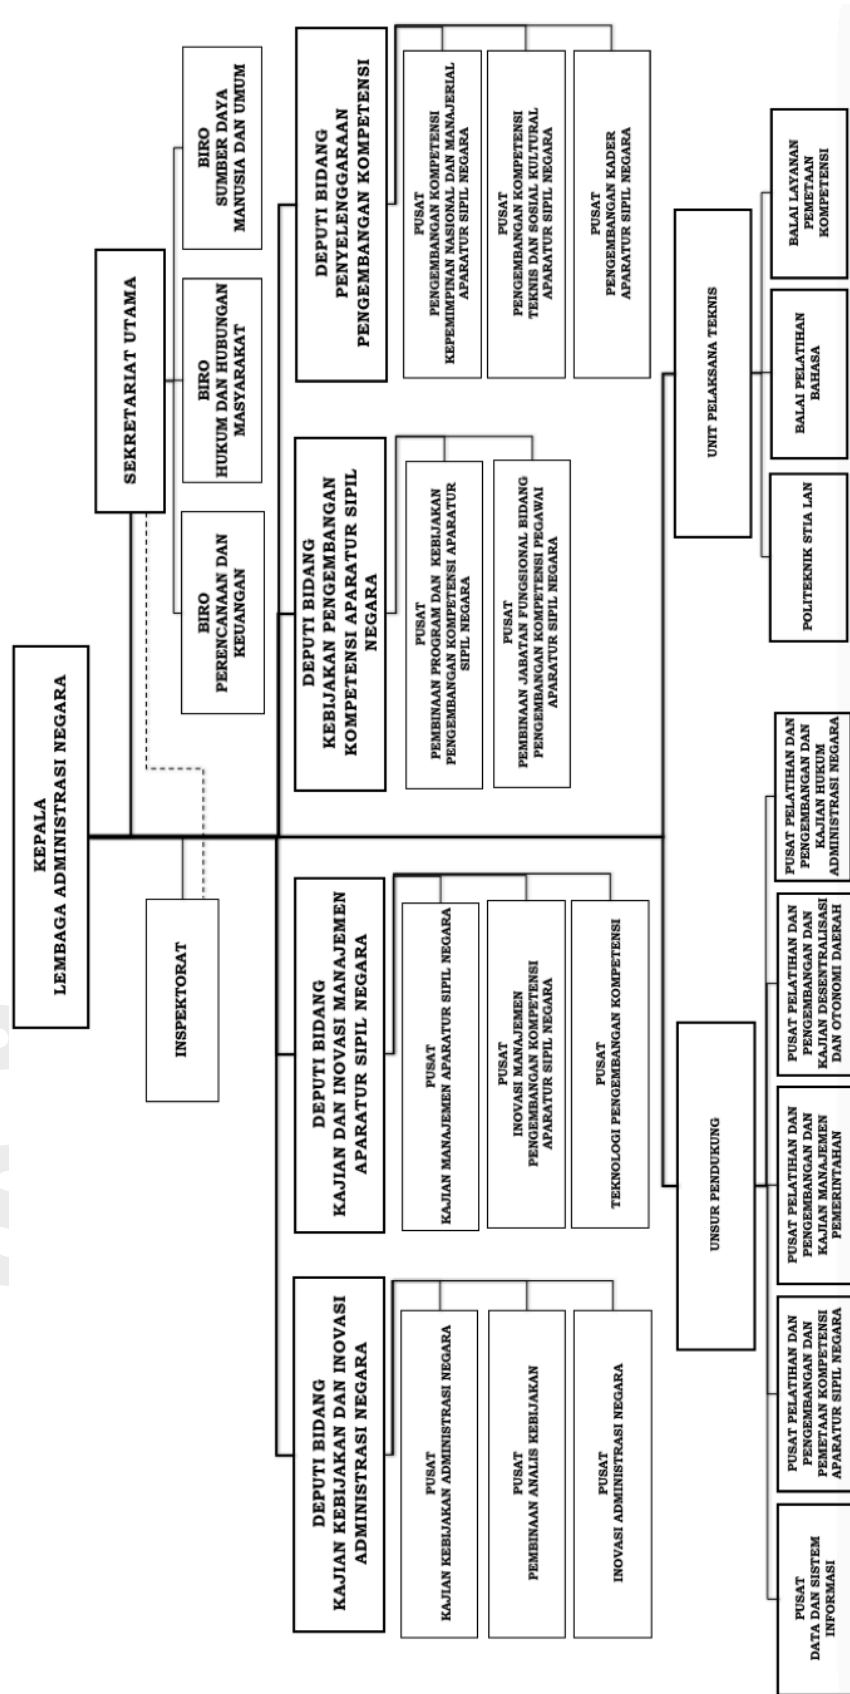 KEPALA
LEMBAGA ADMINISTRASI NEGARA
INSPEKTORAT
SEKRETARIAT UTAMA
BIRO
PERENCANAAN DAN
KEUANGAN
BIRO
HUKUM DAN HUBUNGAN
MASYARAKAT
BIRO
SUMBER DAYA
MANUSIA DAN UMUM
DEPUTI BIDANG
KAJIAN KEBIJAKAN DAN INOVASI
ADMINISTRASI NEGARA
PUSAT
KAJIAN KEBIJAKAN ADMINISTRASI NEGARA
PUSAT
PEMBINAAN ANALIS KEBIJAKAN
PUSAT
INOVASI ADMINISTRASI NEGARA
DEPUTI BIDANG
KAJIAN DAN INOVASI MANAJEMEN
APARATUR SIPIL NEGARA
PUSAT
KAJIAN MANAJEMEN APARATUR SIPIL NEGARA
PUSAT
INOVASI MANAJEMEN
PENGEMBANGAN KOMPETENSI
APARATUR SIPIL NEGARA
PUSAT
TEKNOLOGI PENGEMBANGAN KOMPETENSI
DEPUTI BIDANG
KEBIJAKAN PENGEMBANGAN
KOMPETENSI APARATUR SIPIL
NEGARA
PUSAT
PEMBINAAN PROGRAM DAN KEBIJAKAN
PENGEMBANGAN KOMPETENSI APARATUR
SIPIL NEGARA
PUSAT
PEMBINAAN JABATAN FUNGSIONAL BIDANG
PENGEMBANGAN KOMPETENSI PEGAWAI
APARATUR SIPIL NEGARA
DEPUTI BIDANG
PENYELENGGARAAN
PENGEMBANGAN KOMPETENSI
PUSAT
PENGEMBANGAN KOMPETENSI
KEPEMIMPINAN NASIONAL DAN MANAJERIAL
APARATUR SIPIL NEGARA
PUSAT
PENGEMBANGAN KOMPETENSI
TEKNIS DAN SOSIAL KULTURAL
APARATUR SIPIL NEGARA
PUSAT
PENGEMBANGAN KADER
APARATUR SIPIL NEGARA
UNSUR PENDUKUNG
PUSAT
DATA DAN SISTEM
INFORMASI
PUSAT PELATIHAN DAN
PENGEMBANGAN DAN
PEMETAAN KOMPETENSI
APARATUR SIPIL NEGARA
PUSAT PELATIHAN DAN
PENGEMBANGAN DAN
KAJIAN MANAJEMEN
PEMERINTAHAN
PUSAT PELATIHAN DAN
PENGEMBANGAN DAN
KAJIAN DESENTRALISASI
DAN OTONOMI DAERAH
PUSAT PELATIHAN DAN
PENGEMBANGAN DAN
KAJIAN HUKUM
ADMINISTRASI NEGARA
UNIT PELAKSANA TEKNIS
POLITEKNIK STIA LAN
BALAI PELATIHAN
BAHASA
BALAI LAYANAN
PEMETAAN
KOMPETENSI